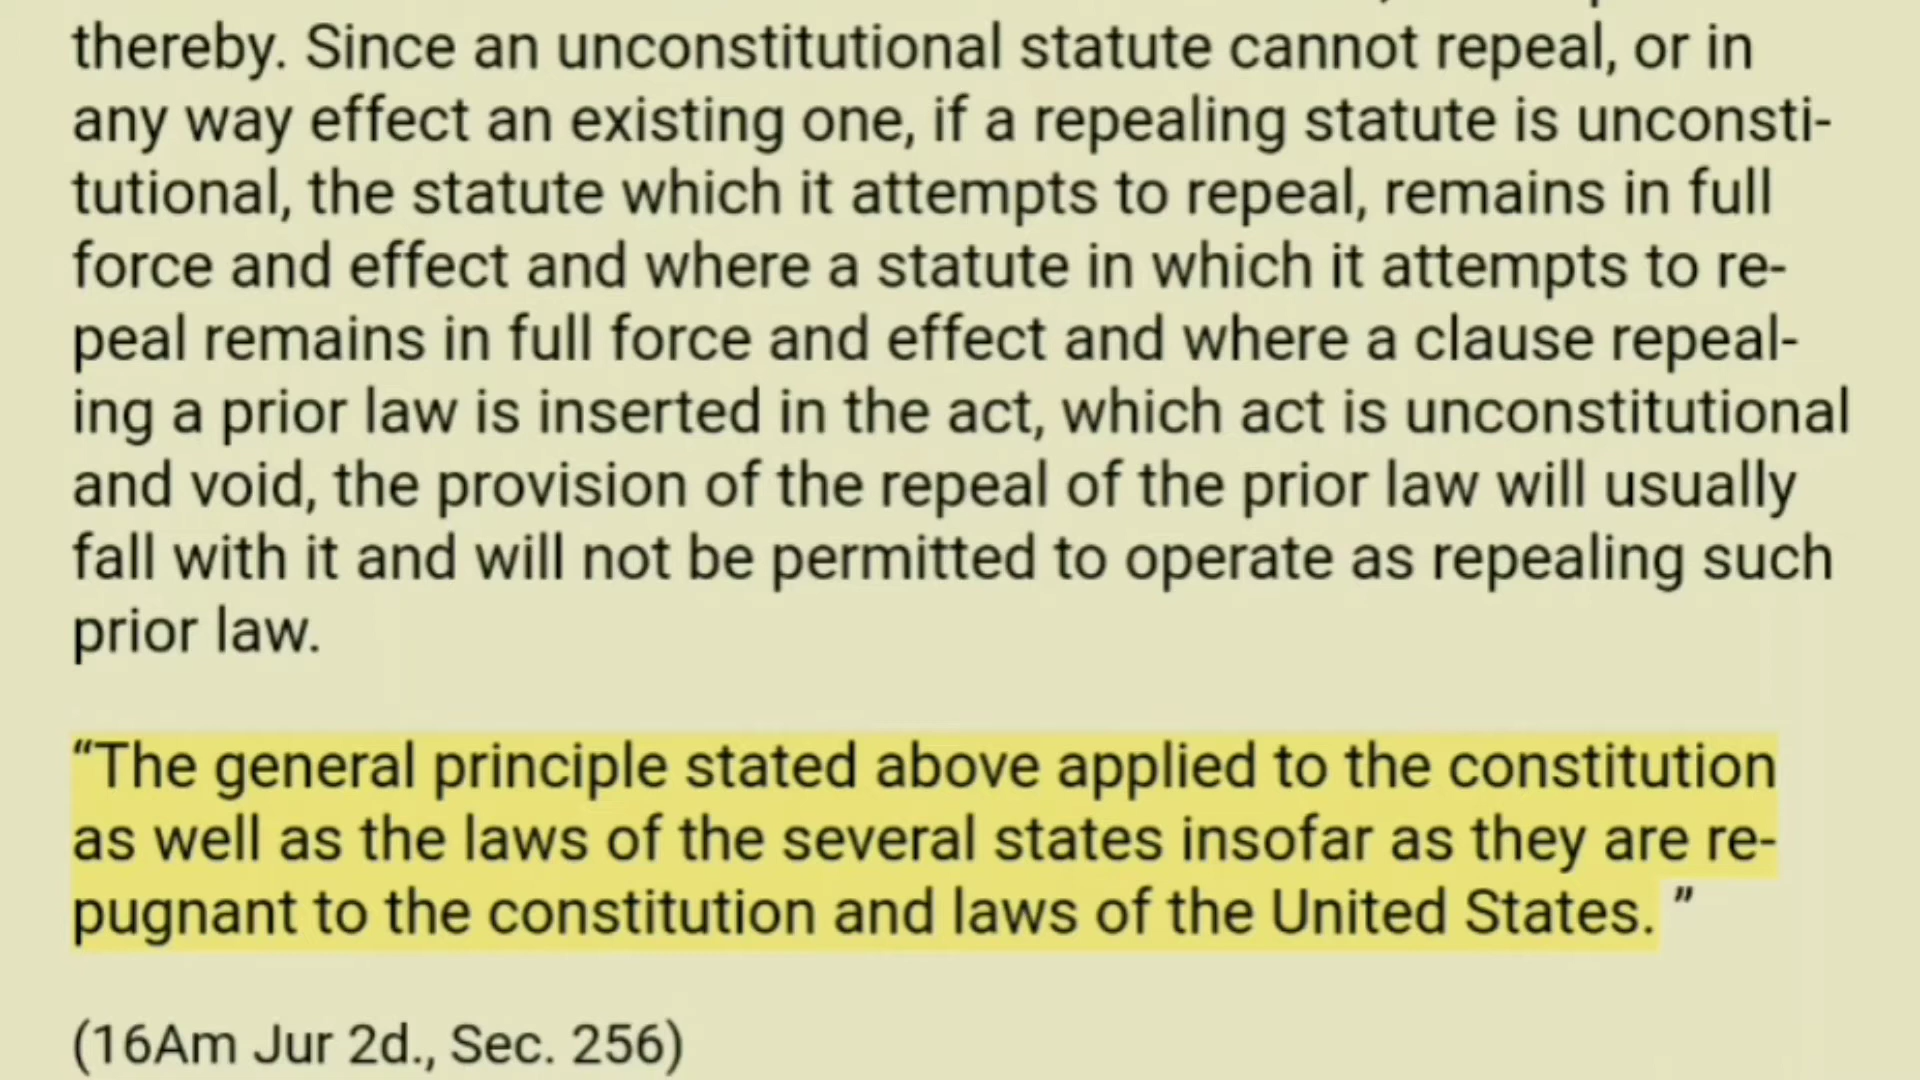 thereby. Since an unconstitutional statute cannot repeal, or in
any way effect an existing one, if a repealing statute is unconsti-
tutional, the statute which it attempts to repeal, remains in full
force and effect and where a statute in which it attempts to re-
peal remains in full force and effect and where a clause repeal-
ing a prior law is inserted in the act, which act is unconstitutional
and void, the provision of the repeal of the prior law will usually
fall with it and will not be permitted to operate as repealing such
prior law.
“The general principle stated above applied to the constitution
as well as the laws of the several states insofar as they are re-
pugnant to the constitution and laws of the United States. ”
(16Am Jur 2d., Sec. 256)